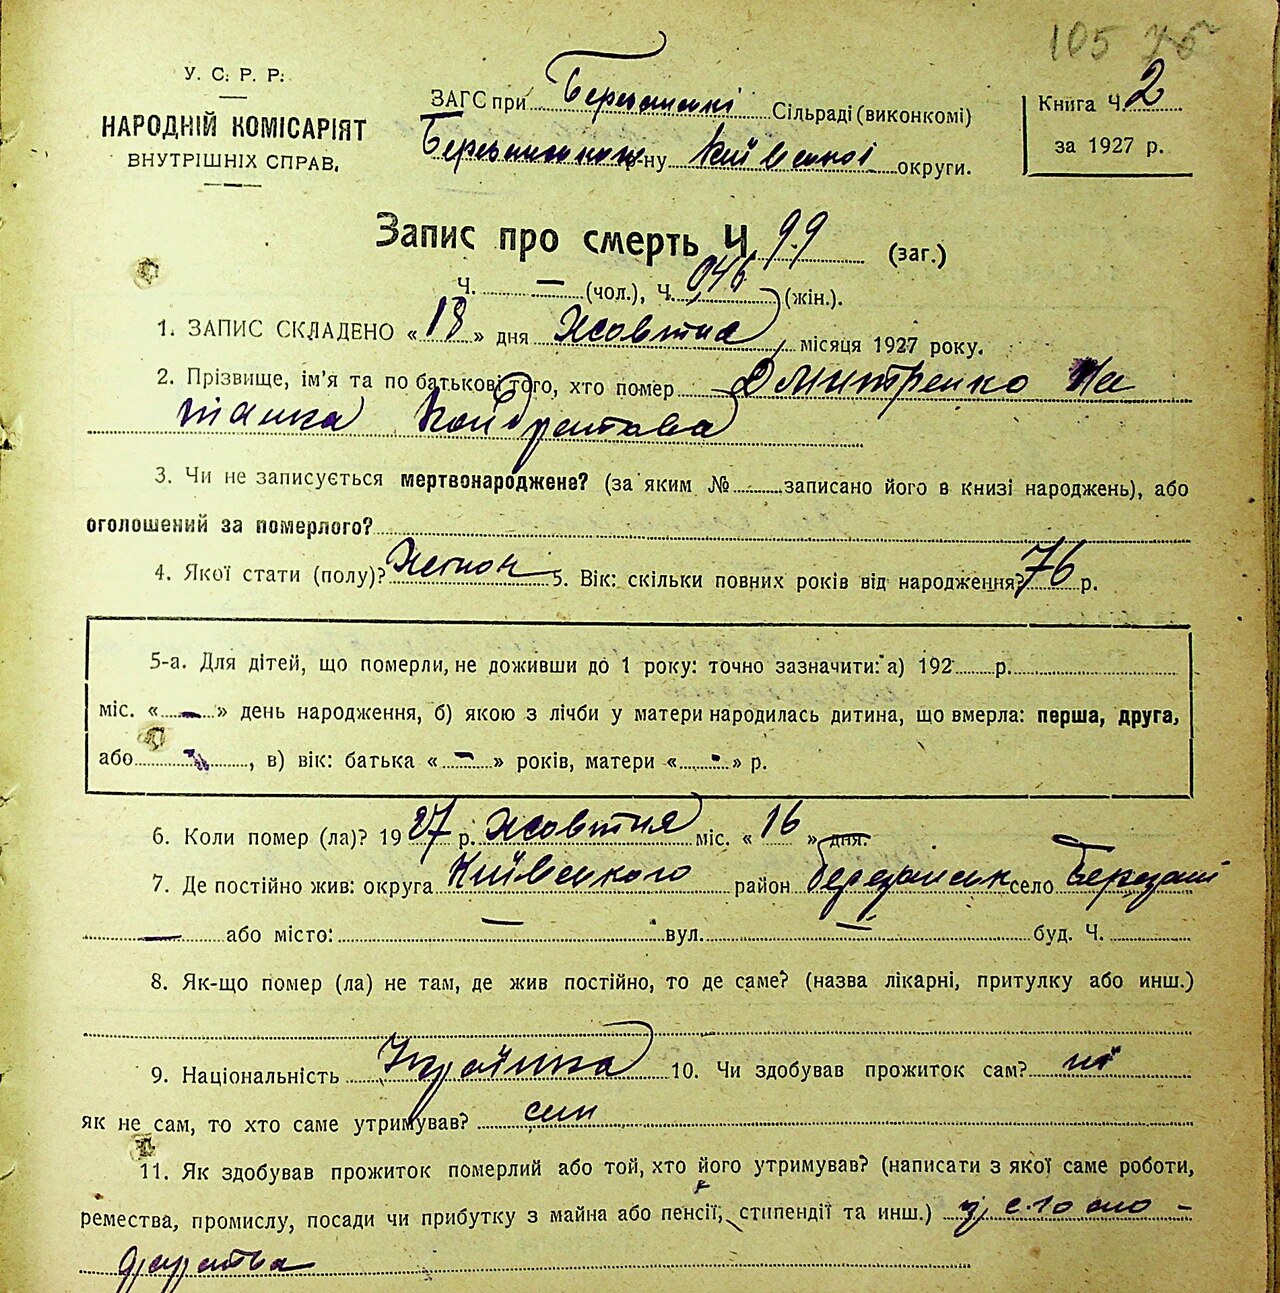 105
У. С. Р. Р.
НАРОДНІЙ КОМІСАРІЯТ
ВНУТРІШНІХ СПРАВ.
ЗАГС при Березанські Сільраді (виконкомі)
р-ну Київської округи.
Книга Ч. 2
за 1927 р.
Запис про смерть Ч. 99 (заг.)
Ч. — (чол.), Ч. 046 (жін.).
1. ЗАПИС СКЛАДЕНО « 18 » дня Жовтня місяця 1927 року.
2. Прізвище, ім'я та по батькові того, хто помер Дмитренко На
талка Кондратова
3. Чи не записується мертвонароджене? (за яким № записано його в книзі народжень), або
оголошений за померлого?
4. Якої стати (полу)? Жіноч 5. Вік: скільки повних років від народження? 76 р.
5-а. Для дітей, що померли, не доживши до 1 року: точно зазначити: а) 192 р.
міс. « — » день народження, б) якою з лічби у матери народилась дитина, що вмерла: перша, друга,
або , в) вік: батька « — » років, матери « - » р.
6. Коли помер (ла)? 1927 р. Жовтня міс. « 16 » дня.
7. Де постійно жив: округа Київського район Березанськ село Березані
— або місто: — вул. — буд. Ч.
8. Як-що помер (ла) не там, де жив постійно, то де саме? (назва лікарні, притулку або инш.)
9. Національність Українка 10. Чи здобував прожиток сам? ні
як не сам, то хто саме утримував? син
11. Як здобував прожиток померлий або той, хто його утримував? (написати з якої саме роботи,
ремества, промислу, посади чи прибутку з майна або пенсії, стипендії та инш.) з